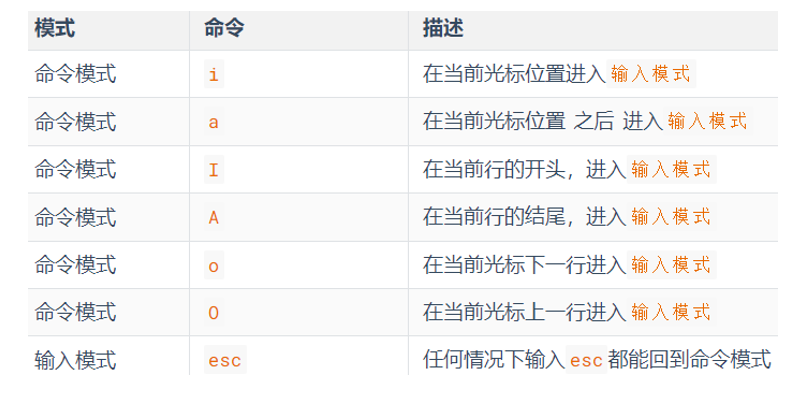 模式 命令 描述
命令模式 i 在当前光标位置进入 输入模式
命令模式 a 在当前光标位置 之后 进入 输入模式
命令模式 I 在当前行的开头，进入 输入模式
命令模式 A 在当前行的结尾，进入 输入模式
命令模式 o 在当前光标下一行进入 输入模式
命令模式 O 在当前光标上一行进入 输入模式
输入模式 esc 任何情况下输入 esc 都能回到命令模式